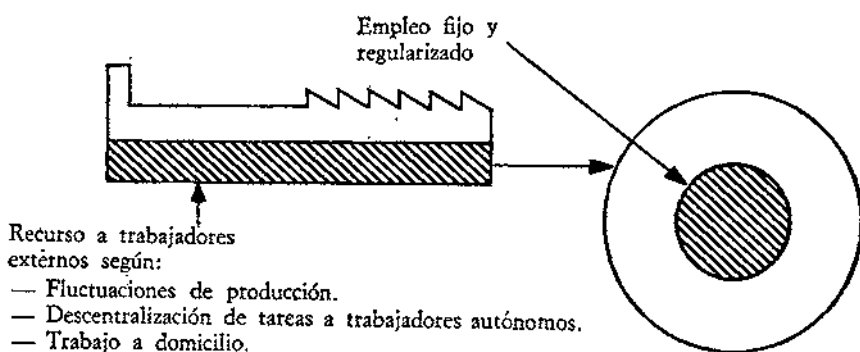 Empleo fijo y
regularizado
Recurso a trabajadores
externos según:
— Fluctuaciones de producción.
— Descentralización de tareas a trabajadores autónomos.
— Trabajo a domicilio.